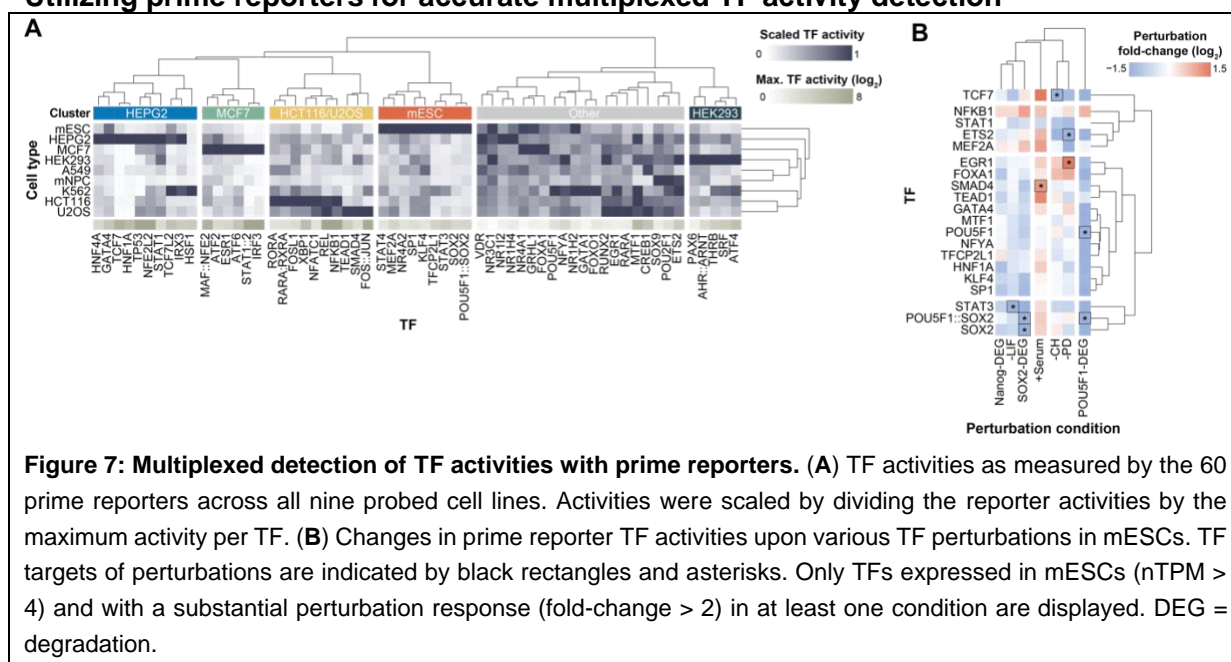 Utilizing prime reporters for accurate multiplexed TF activity detection
A
Scaled TF activity
0 1
Max. TF activity (log2)
0 8
Cluster HEPG2 MCF7 HCT116/U2OS mESC Other HEK293
Cell type
mESC
HEPG2
MCF7
HEK293
A549
mNPC
K562
HCT116
U2OS
HNF4A
GATA4
TCF7
HNF1A
TP53
NFE2L2
STAT1
TCF7L2
IRX3
HSF1
MAF::NFE2
ATF2
ESR1
ATF6
STAT1::2
IRF3
RORA
RARA::RXRA
FOSL1
XBP1
NFATC1
REL
NFKB1
TEAD1
SMAD4
FOS::JUN
STAT4
MEF2A
NR4A2
SP1
KLF4
TFCP2L1
STAT3
SOX2
POU5F1::SOX2
VDR
NR3C1
NR1I2
NR1H4
NR4A1
GRHL1
FOXA1
POU5F1
NFYA
NR1H2
GATA1
FOXO1
RUNX2
EGR1
RARA
MTF1
CREB1
SOX9
POU2F1
ETS2
PAX6
AHR::ARNT
THRB
SRF
ATF4
TF
B
Perturbation
fold-change (log2)
−1.5 1.5
TF
TCF7 *
NFKB1
STAT1
ETS2 *
MEF2A
EGR1 *
FOXA1
SMAD4 *
TEAD1
GATA4
MTF1
POU5F1 *
NFYA
TFCP2L1
HNF1A
KLF4
SP1
STAT3 *
POU5F1::SOX2 * *
SOX2 *
Nanog-DEG
-LIF
SOX2-DEG
+Serum
-CH
-PD
POU5F1-DEG
Perturbation condition
Figure 7: Multiplexed detection of TF activities with prime reporters. (A) TF activities as measured by the 60
prime reporters across all nine probed cell lines. Activities were scaled by dividing the reporter activities by the
maximum activity per TF. (B) Changes in prime reporter TF activities upon various TF perturbations in mESCs. TF
targets of perturbations are indicated by black rectangles and asterisks. Only TFs expressed in mESCs (nTPM >
4) and with a substantial perturbation response (fold-change > 2) in at least one condition are displayed. DEG =
degradation.